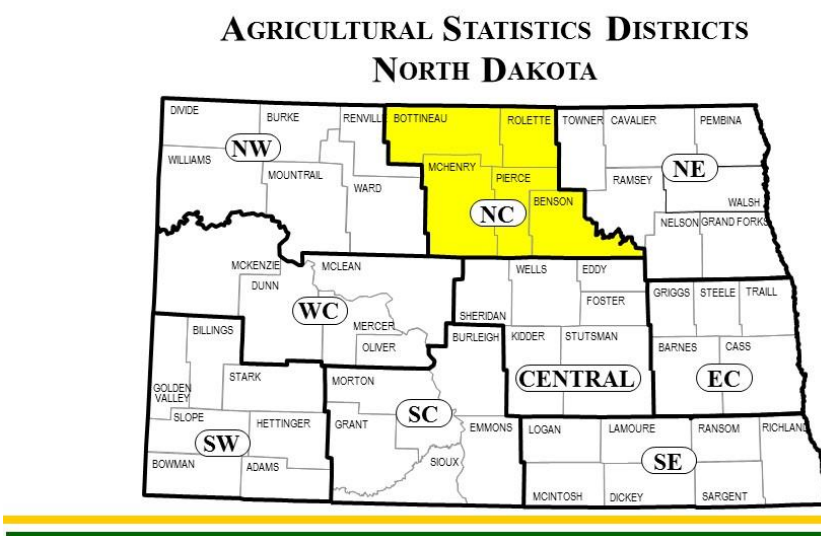 AGRICULTURAL STATISTICS DISTRICTS
NORTH DAKOTA
DIVIDE
BURKE
RENVILL
BOTTINEAU
ROLETTE
TOWNER
CAVALIER
PEMBINA
NW
WILLIAMS
MOUNTRAIL
WARD
MCHENRY
PIERCE
BENSON
NC
RAMSEY
NE
WALSH
NELSON
GRAND FORKS
MCKENZIE
DUNN
MCLEAN
WC
MERCER
OLIVER
WELLS
EDDY
FOSTER
SHERIDAN
GRIGGS
STEELE
TRAILL
BILLINGS
BURLEIGH
KIDDER
STUTSMAN
BARNES
CASS
GOLDEN
VALLEY
STARK
MORTON
CENTRAL
EC
SLOPE
HETTINGER
SW
GRANT
SC
EMMONS
LOGAN
LAMOURE
RANSOM
RICHLAND
BOWMAN
ADAMS
SIOUX
SE
MCINTOSH
DICKEY
SARGENT